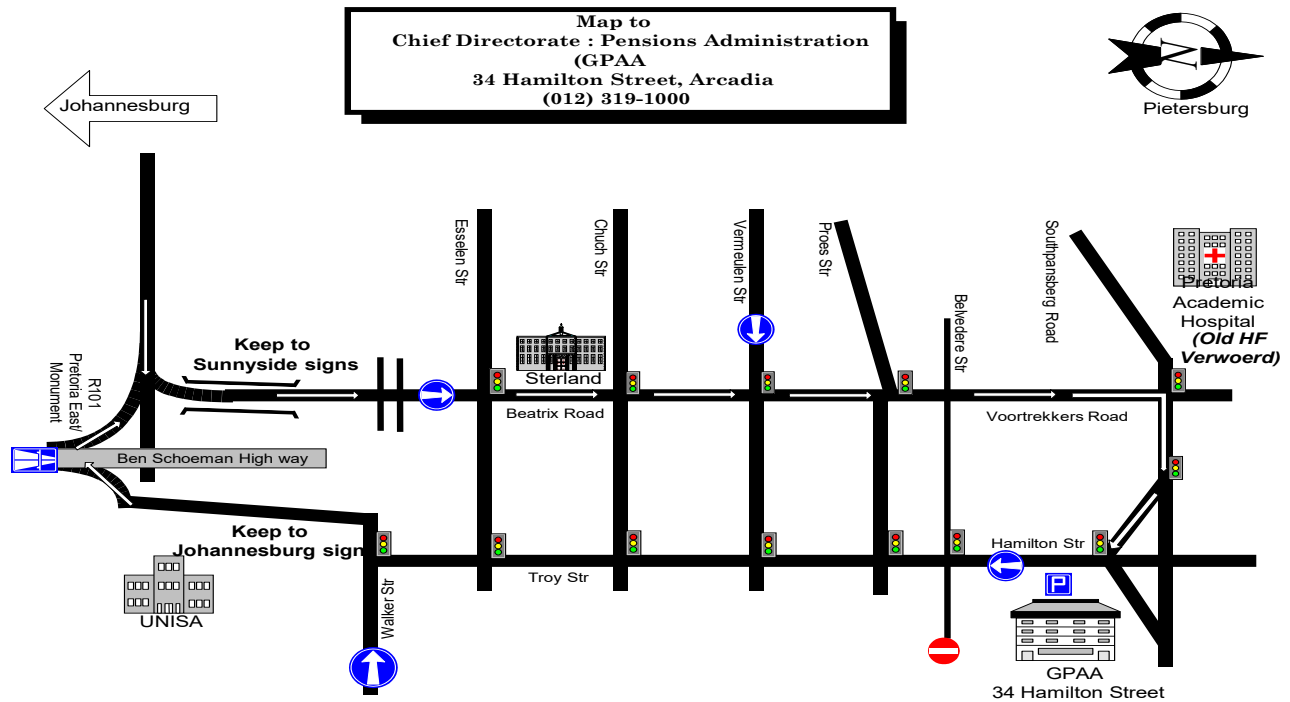 Map to
Chief Directorate : Pensions Administration
(GPAA
34 Hamilton Street, Arcadia
(012) 319-1000
N
Pietersburg
Johannesburg
Esselen Str
Chuch Str
Vermeulen Str
Proes Str
Belvedere Str
Southpansberg Road
Pretoria
Academic
Hospital
(Old HF
Verwoerd)
Keep to
Sunnyside signs
Sterland
R101
Pretoria East/
Monument
Beatrix Road
Voortrekkers Road
Ben Schoeman High way
Keep to
Johannesburg sign
Hamilton Str
Troy Str
P
UNISA
Walker Str
GPAA
34 Hamilton Street